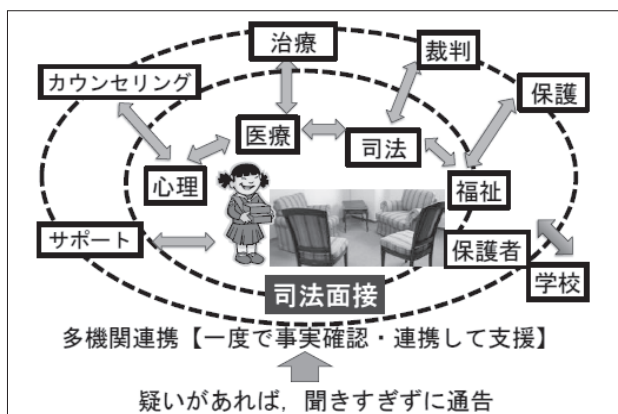 治療
裁判
カウンセリング
保護
医療
司法
心理
福祉
サポート
保護者
学校
司法面接
多機関連携【一度で事実確認・連携して支援】
疑いがあれば，聞きすぎずに通告